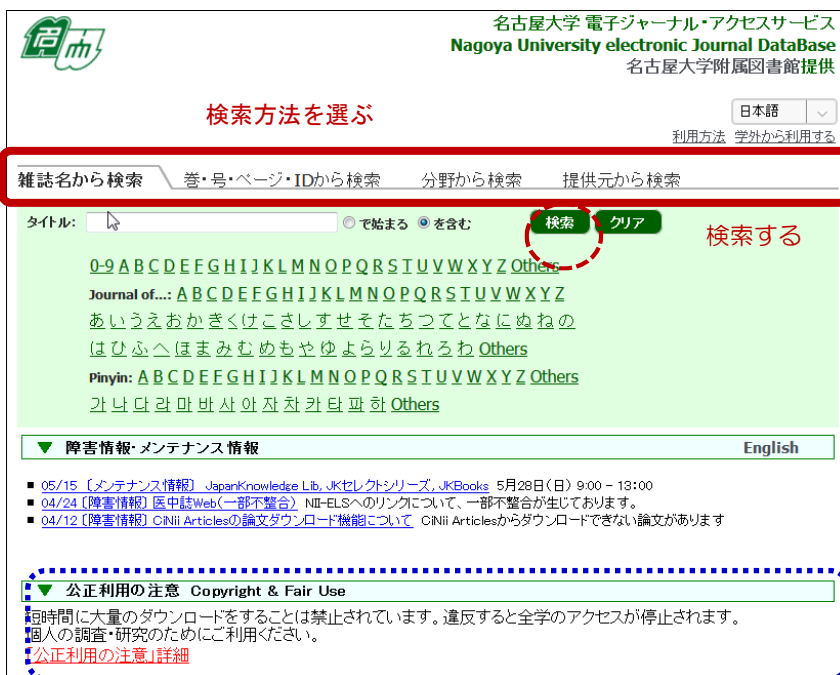 名古屋大学 電子ジャーナル・アクセスサービス
Nagoya University electronic Journal DataBase
名古屋大学附属図書館提供
検索方法を選ぶ
日本語
利用方法 学外から利用する
雑誌名から検索 巻・号・ページ・IDから検索 分野から検索 提供元から検索
タイトル: で始まる を含む 検索 クリア
検索する
0-9 A B C D E F G H I J K L M N O P Q R S T U V W X Y Z Others
Journal of...: A B C D E F G H I J K L M N O P Q R S T U V W X Y Z
あ い う え お か き く け こ さ し す せ そ た ち つ て と な に ぬ ね の
は ひ ふ へ ほ ま み む め も や ゆ よ ら り る れ ろ わ Others
Pinyin: A B C D E F G H I J K L M N O P Q R S T U V W X Y Z Others
가 나 다 라 마 바 사 아 자 차 카 타 파 하 Others
▼ 障害情報・メンテナンス情報 English
■ 05/15 〔メンテナンス情報〕 JapanKnowledge Lib, JKセレクトシリーズ, JKBooks 5月28日(日) 9:00 - 13:00
■ 04/24 〔障害情報〕 医中誌Web(一部不整合) NII-ELSへのリンクについて、一部不整合が生じております。
■ 04/12 〔障害情報〕 CiNii Articlesの論文ダウンロード機能について CiNii Articlesからダウンロードできない論文があります
▼ 公正利用の注意 Copyright & Fair Use
短時間に大量のダウンロードをすることは禁止されています。違反すると全学のアクセスが停止されます。
個人の調査・研究のためにご利用ください。
「公正利用の注意」詳細